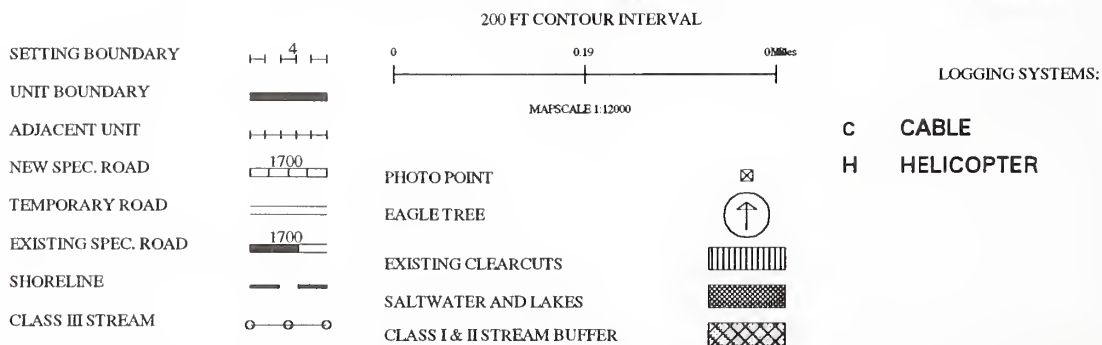 200 FT CONTOUR INTERVAL
SETTING BOUNDARY 4
UNIT BOUNDARY
ADJACENT UNIT
NEW SPEC. ROAD 1700
TEMPORARY ROAD
EXISTING SPEC. ROAD 1700
SHORELINE
CLASS III STREAM
0 0.19
MAPSCALE 1:12000
PHOTO POINT
EAGLE TREE
EXISTING CLEARCUTS
SALTWATER AND LAKES
CLASS I & II STREAM BUFFER
LOGGING SYSTEMS:
C CABLE
H HELICOPTER